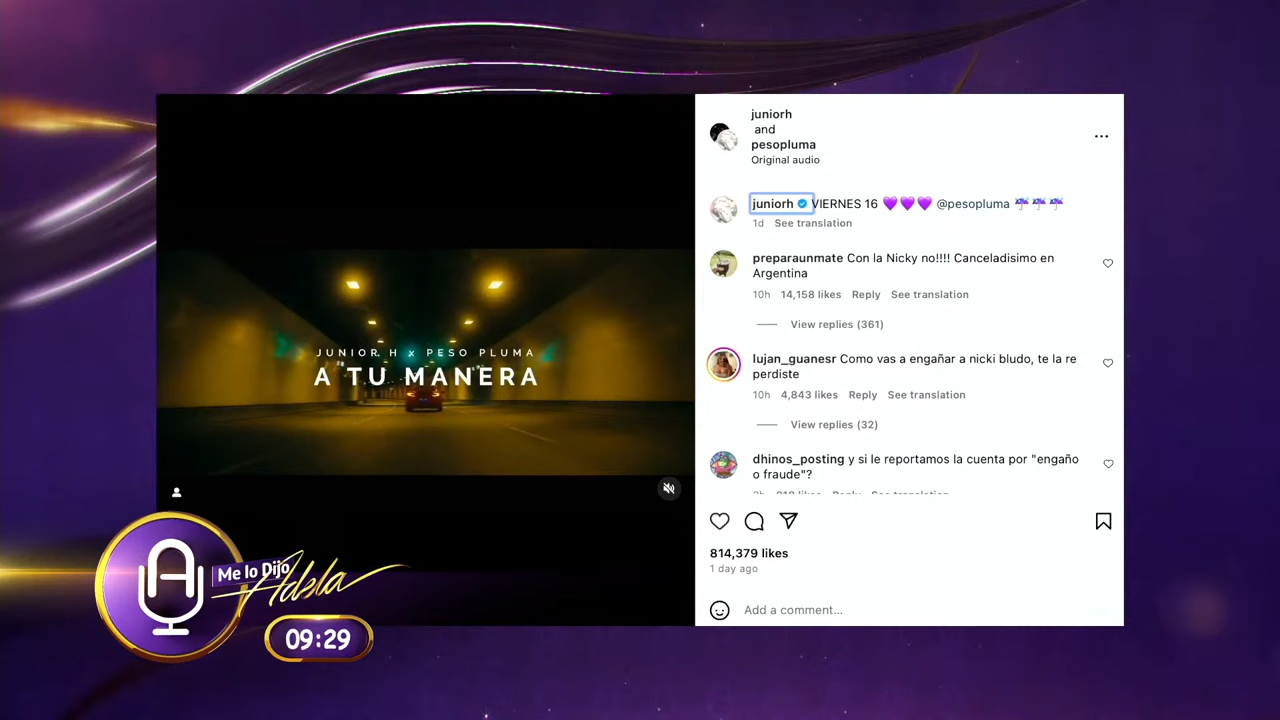 juniorh
and
pesopluma
Original audio
juniorh VIERNES 16 💜💜💜 @pesopluma ☔☔☔
1d See translation
preparaunmate Con la Nicky no!!!! Canceladisimo en
Argentina
10h 14,158 likes Reply See translation
View replies (361)
lujan_guanesr Como vas a engañar a nicki bludo, te la re
perdiste
10h 4,843 likes Reply See translation
View replies (32)
dhinos_posting y si le reportamos la cuenta por "engaño
o fraude"?
814,379 likes
1 day ago
Add a comment...
JUNIOR H x PESO PLUMA
A TU MANERA
Me lo Dijo
Adela
09:29